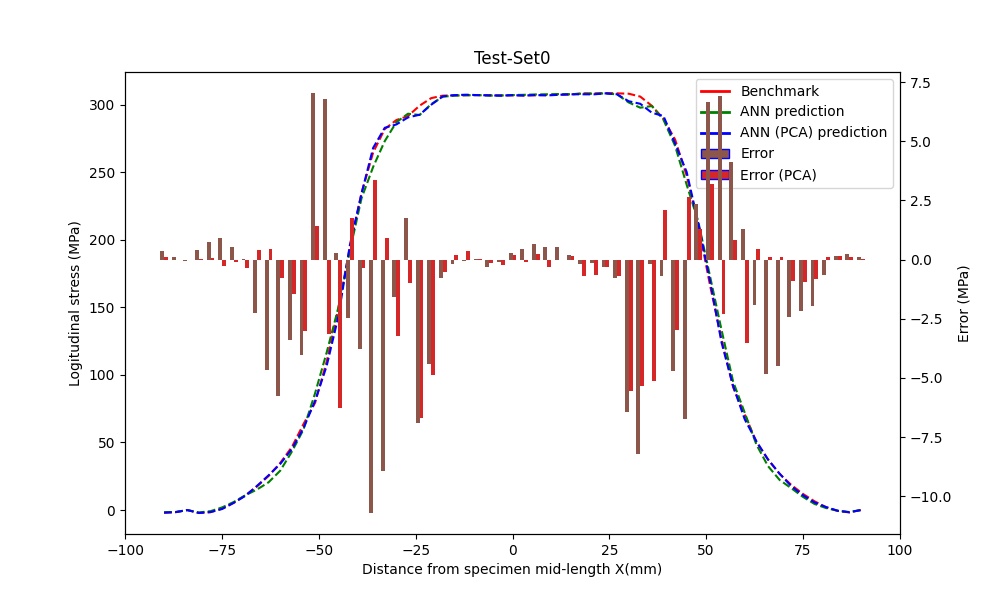 Test-Set0
300
250
200
150
100
50
0
Logitudinal stress (MPa)
7.5
5.0
2.5
0.0
−2.5
−5.0
−7.5
−10.0
Error (MPa)
Benchmark
ANN prediction
ANN (PCA) prediction
Error
Error (PCA)
−100 −75 −50 −25 0 25 50 75 100
Distance from specimen mid-length X(mm)